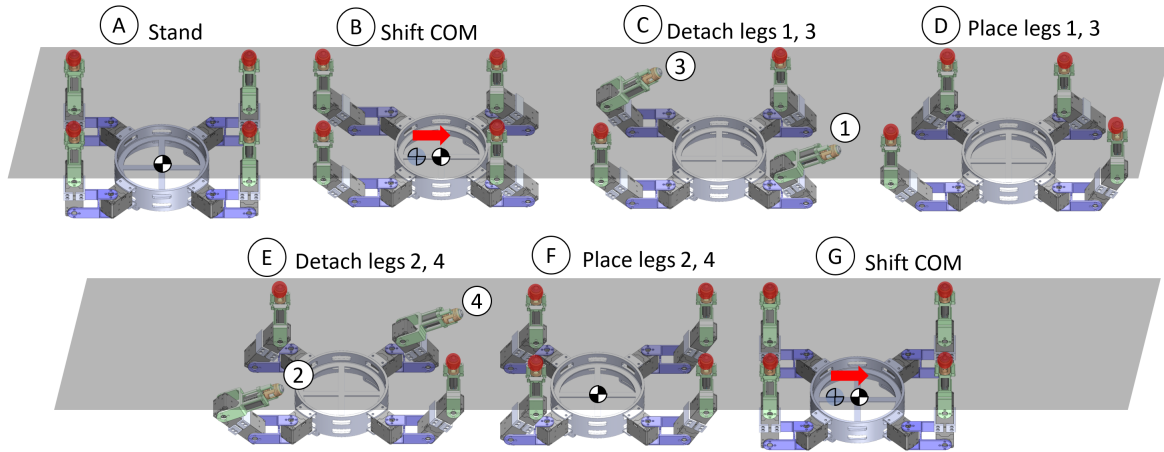 A Stand
B Shift COM
C Detach legs 1, 3
D Place legs 1, 3
3
1
E Detach legs 2, 4
F Place legs 2, 4
G Shift COM
4
2